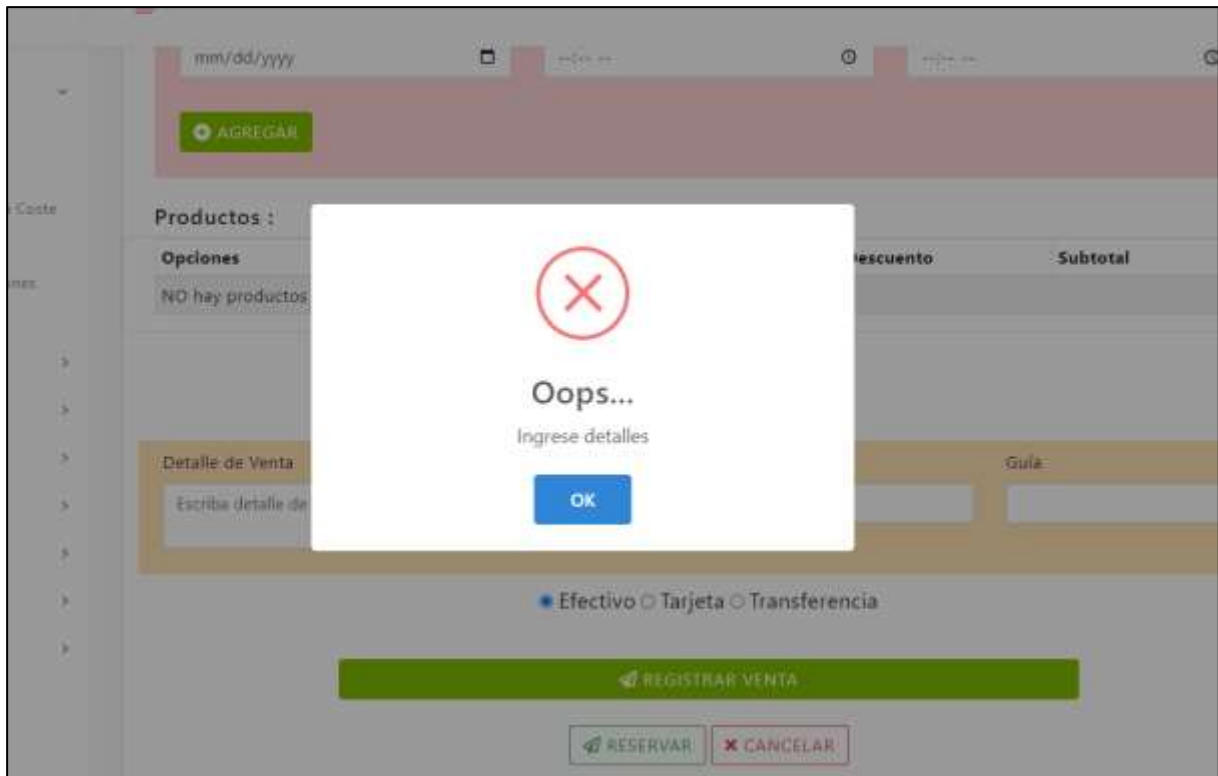 mm/dd/yyyy --:-- -- --:-- --
AGREGAR
Coste
Productos :
Opciones escuento Subtotal
NO hay productos
Oops...
Ingrese detalles
OK
Detalle de Venta Guía
Escriba detalle de
Efectivo Tarjeta Transferencia
REGISTRAR VENTA
RESERVAR CANCELAR